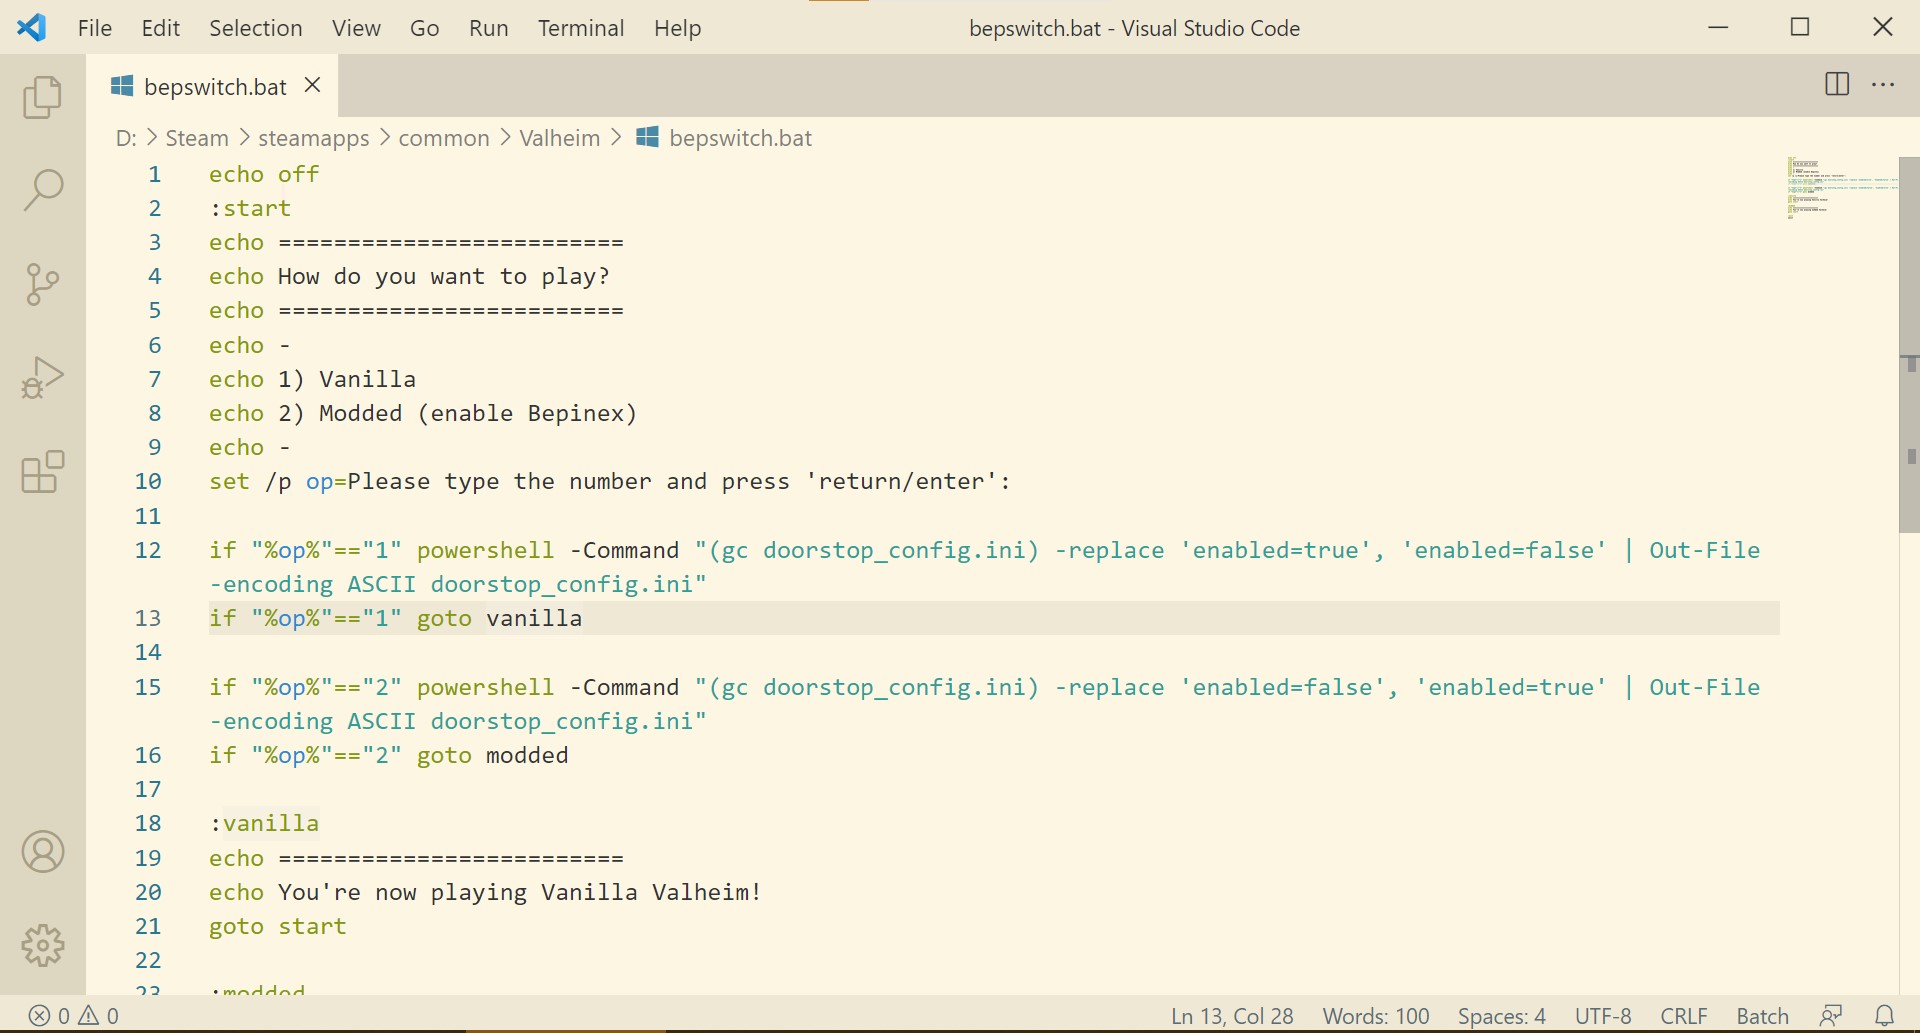 File Edit Selection View Go Run Terminal Help bepswitch.bat - Visual Studio Code
bepswitch.bat
D: > Steam > steamapps > common > Valheim > bepswitch.bat
1 echo off
2 :start
3 echo =========================
4 echo How do you want to play?
5 echo =========================
6 echo -
7 echo 1) Vanilla
8 echo 2) Modded (enable Bepinex)
9 echo -
10 set /p op=Please type the number and press 'return/enter':
11
12 if "%op%"=="1" powershell -Command "(gc doorstop_config.ini) -replace 'enabled=true', 'enabled=false' | Out-File
-encoding ASCII doorstop_config.ini"
13 if "%op%"=="1" goto vanilla
14
15 if "%op%"=="2" powershell -Command "(gc doorstop_config.ini) -replace 'enabled=false', 'enabled=true' | Out-File
-encoding ASCII doorstop_config.ini"
16 if "%op%"=="2" goto modded
17
18 :vanilla
19 echo =========================
20 echo You're now playing Vanilla Valheim!
21 goto start
22
23 :modded
0 0 Ln 13, Col 28 Words: 100 Spaces: 4 UTF-8 CRLF Batch